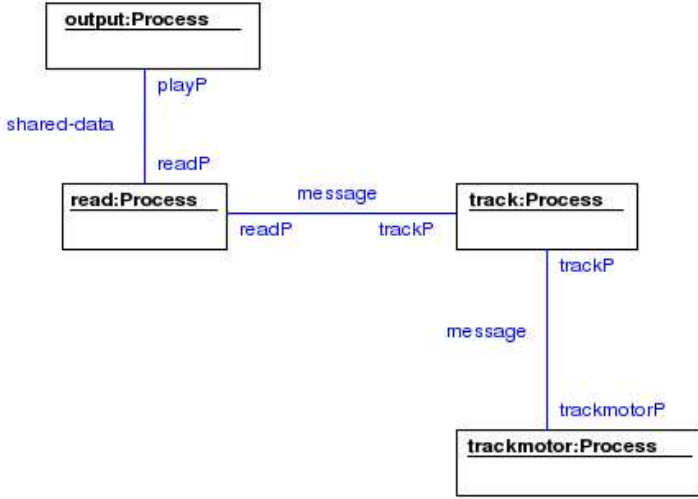 output:Process
playP
shared-data
readP
read:Process
message
track:Process
readP
trackP
trackP
message
trackmotorP
trackmotor:Process